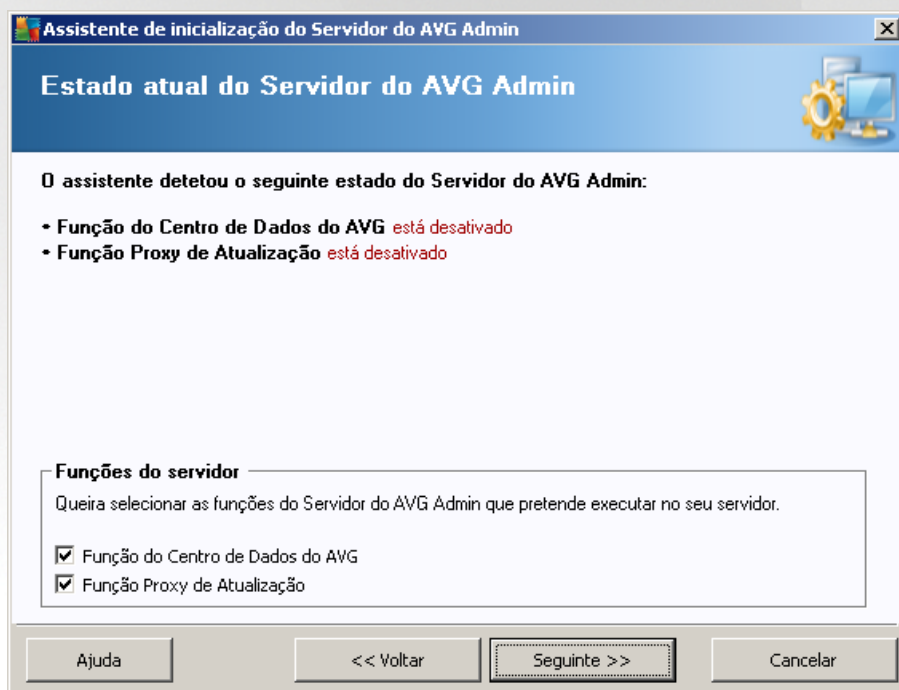 Assistente de inicialização do Servidor do AVG Admin
Estado atual do Servidor do AVG Admin
O assistente detetou o seguinte estado do Servidor do AVG Admin:
• Função do Centro de Dados do AVG está desativado
• Função Proxy de Atualização está desativado
Funções do servidor
Queira selecionar as funções do Servidor do AVG Admin que pretende executar no seu servidor.
Função do Centro de Dados do AVG
Função Proxy de Atualização
Ajuda << Voltar Seguinte >> Cancelar